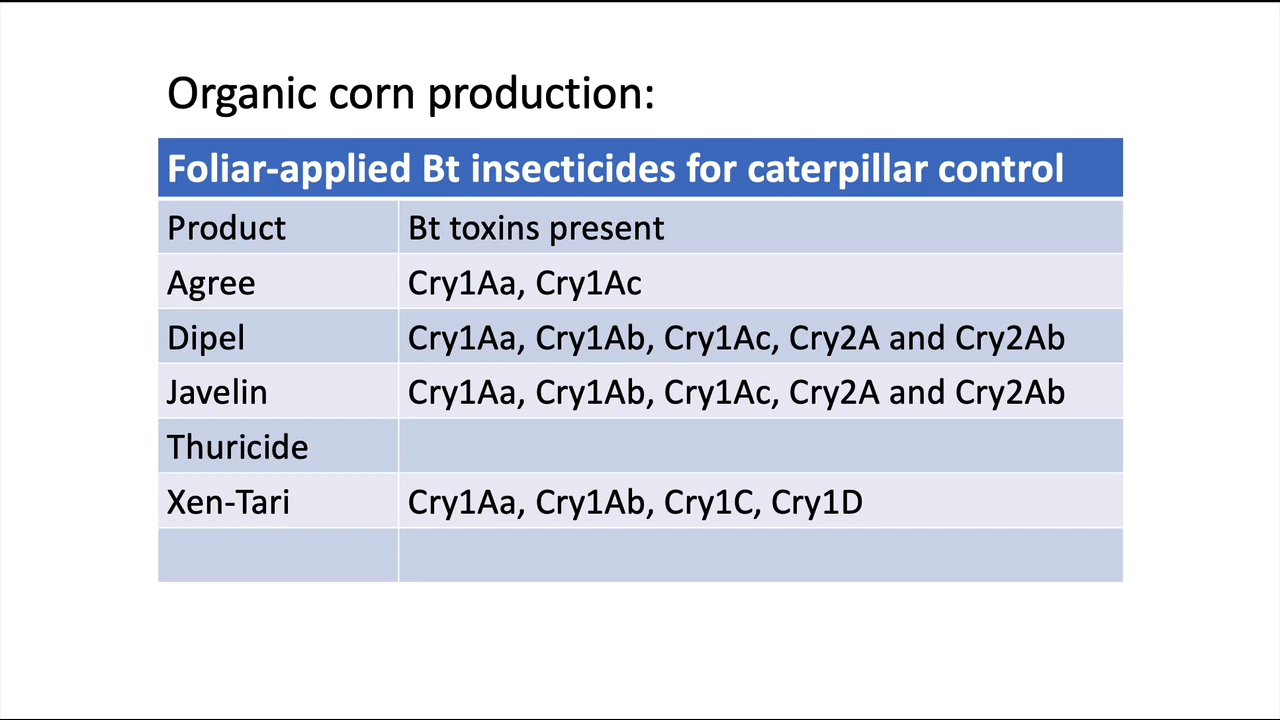 Organic corn production:
Foliar-applied Bt insecticides for caterpillar control
Product Bt toxins present
Agree Cry1Aa, Cry1Ac
Dipel Cry1Aa, Cry1Ab, Cry1Ac, Cry2A and Cry2Ab
Javelin Cry1Aa, Cry1Ab, Cry1Ac, Cry2A and Cry2Ab
Thuricide
Xen-Tari Cry1Aa, Cry1Ab, Cry1C, Cry1D